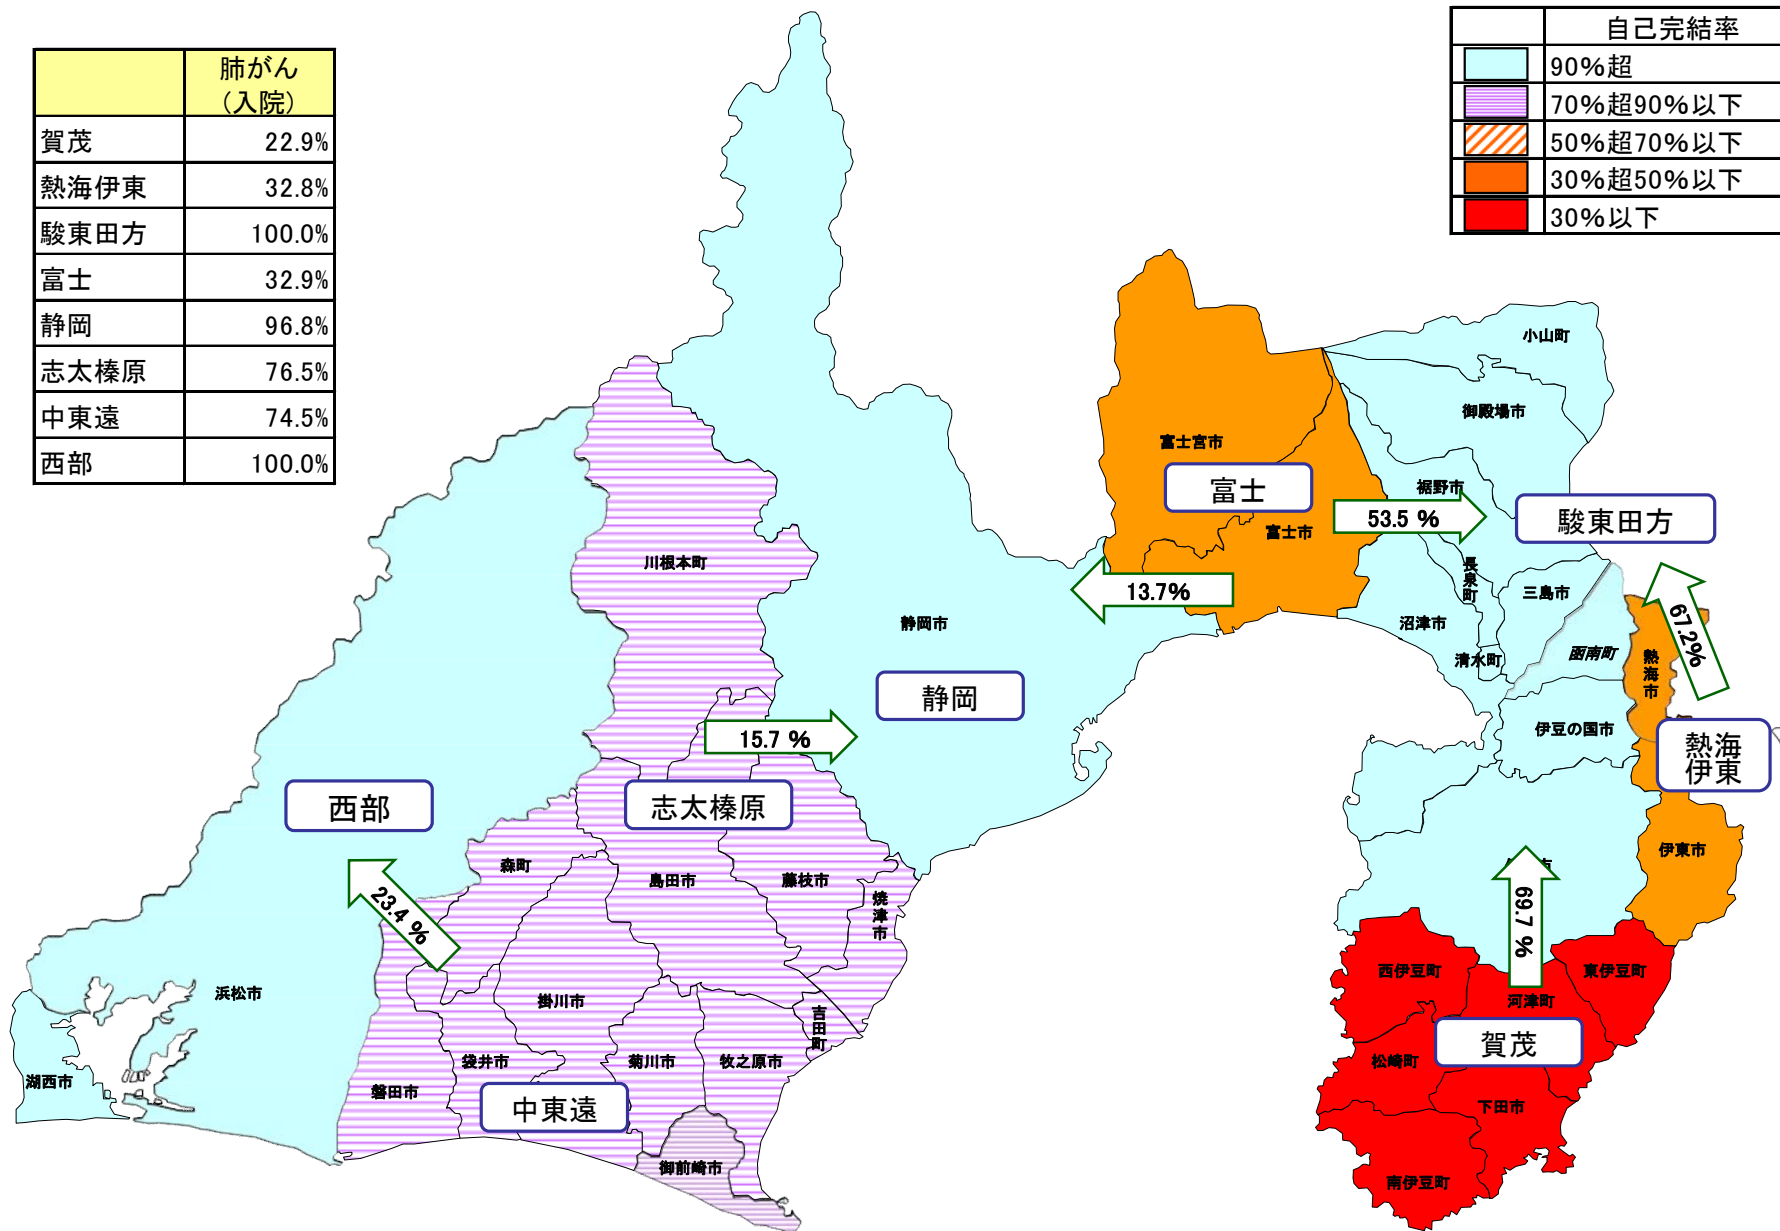 肺がん
(入院)
賀茂 22.9%
熱海伊東 32.8%
駿東田方 100.0%
富士 32.9%
静岡 96.8%
志太榛原 76.5%
中東遠 74.5%
西部 100.0%
自己完結率
90%超
70%超90%以下
50%超70%以下
30%超50%以下
30%以下
小山町
御殿場市
富士宮市
富士
裾野市
53.5 %
駿東田方
富士市
川根本町
13.7%
長泉町
三島市
67.2%
静岡市
沼津市
清水町
函南町
熱海市
静岡
伊豆の国市
15.7 %
熱海
伊東
西部
志太榛原
森町
島田市
藤枝市
焼津市
伊東市
23.4 %
69.7 %
浜松市
掛川市
吉田町
西伊豆町
河津町
東伊豆町
賀茂
湖西市
磐田市
袋井市
菊川市
牧之原市
松崎町
中東遠
下田市
御前崎市
南伊豆町